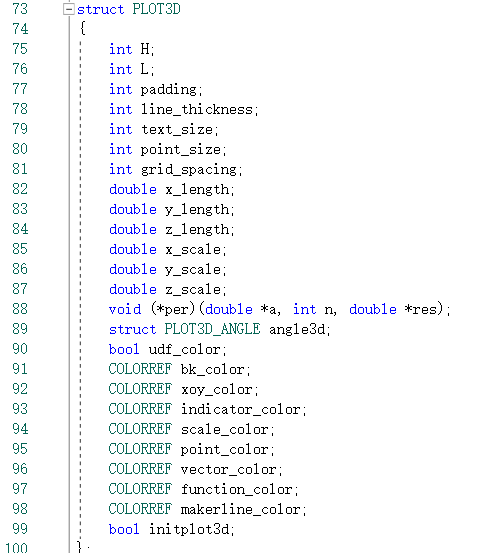 73 struct PLOT3D
74 {
75 int H;
76 int L;
77 int padding;
78 int line_thickness;
79 int text_size;
80 int point_size;
81 int grid_spacing;
82 double x_length;
83 double y_length;
84 double z_length;
85 double x_scale;
86 double y_scale;
87 double z_scale;
88 void (*per)(double *a, int n, double *res);
89 struct PLOT3D_ANGLE angle3d;
90 bool udf_color;
91 COLORREF bk_color;
92 COLORREF xoy_color;
93 COLORREF indicator_color;
94 COLORREF scale_color;
95 COLORREF point_color;
96 COLORREF vector_color;
97 COLORREF function_color;
98 COLORREF makerline_color;
99 bool initplot3d;
100 };